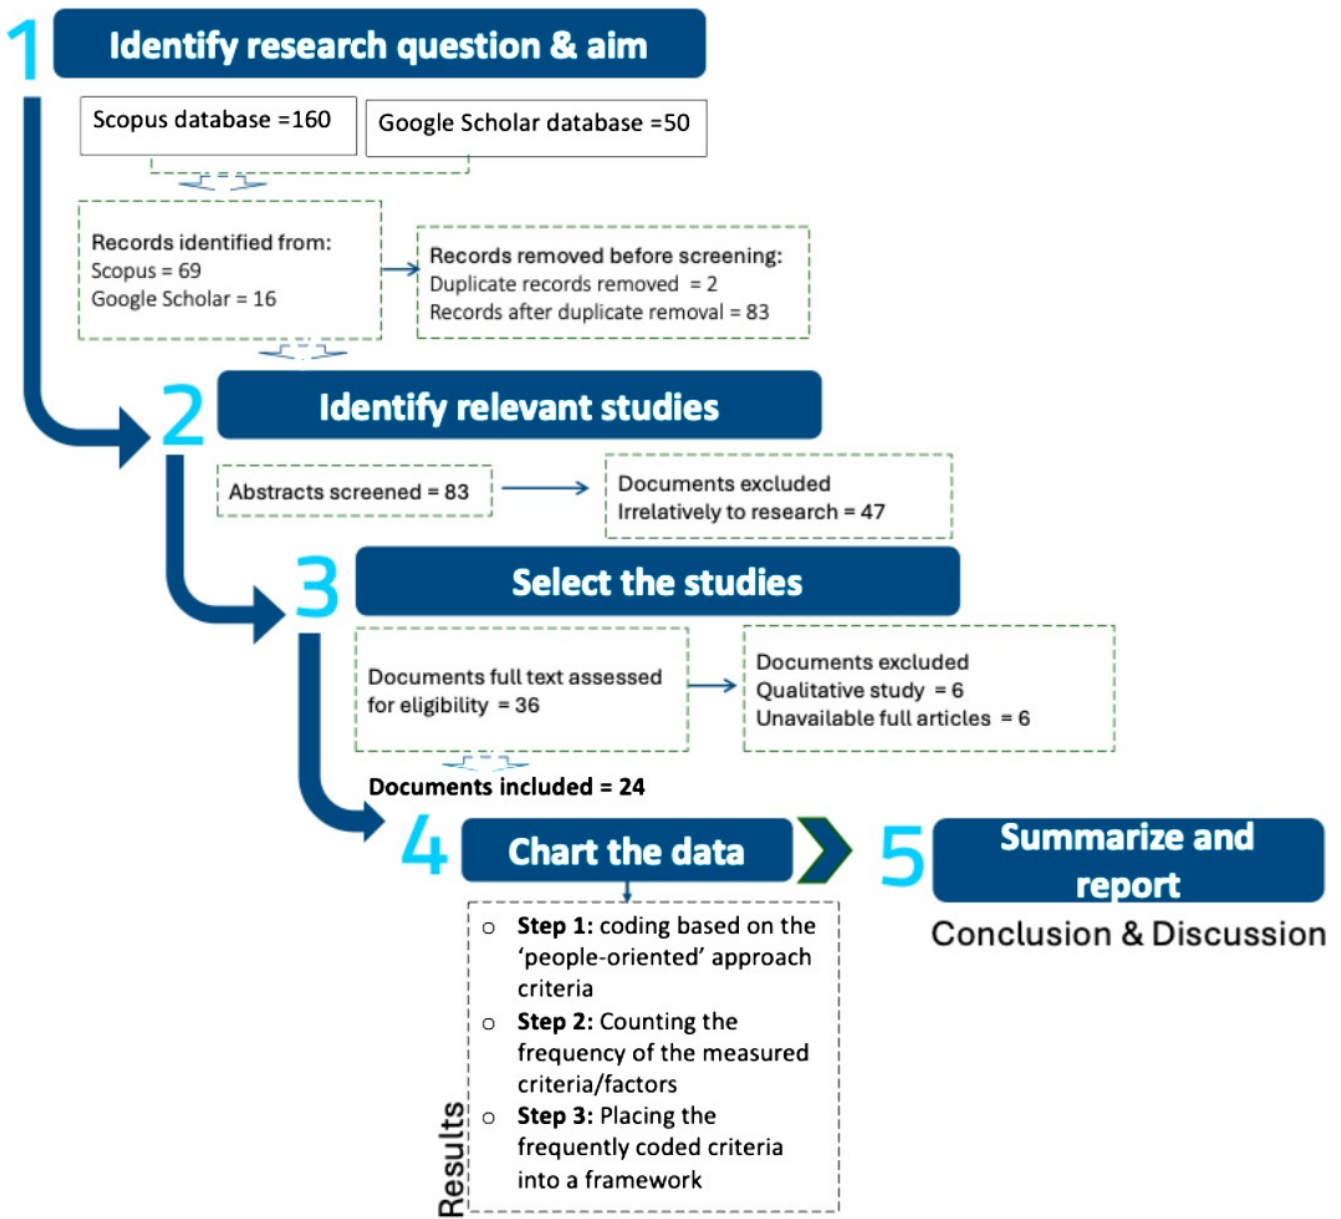 1
Identify research question & aim
Scopus database =160
Google Scholar database =50
Records identified from:
Scopus = 69
Google Scholar = 16
Records removed before screening:
Duplicate records removed = 2
Records after duplicate removal = 83
2
Identify relevant studies
Abstracts screened = 83
Documents excluded
Irrelatively to research = 47
3
Select the studies
Documents full text assessed
for eligibility = 36
Documents excluded
Qualitative study = 6
Unavailable full articles = 6
Documents included = 24
4
Chart the data
5
Summarize and
report
Conclusion & Discussion
Results
o Step 1: coding based on the
‘people-oriented’ approach
criteria
o Step 2: Counting the
frequency of the measured
criteria/factors
o Step 3: Placing the
frequently coded criteria
into a framework